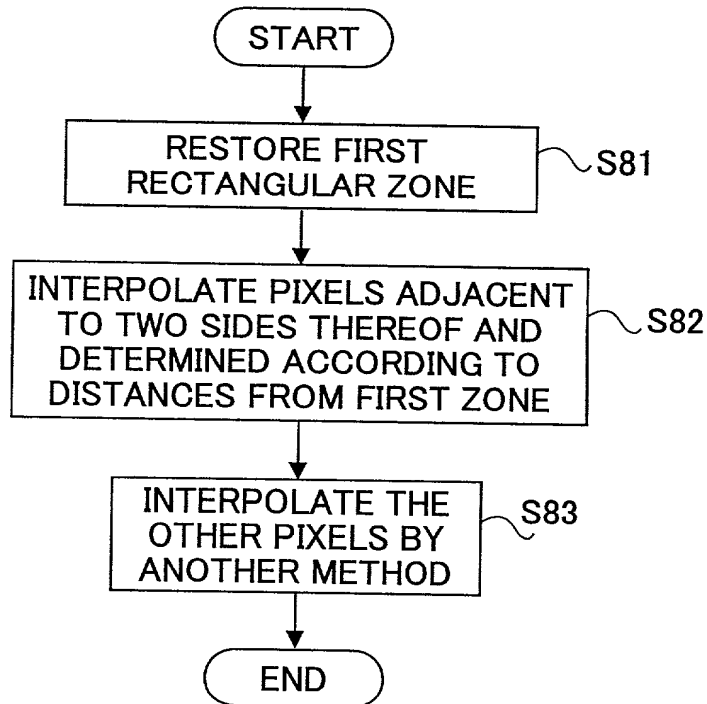 START
RESTORE FIRST
RECTANGULAR ZONE
S81
INTERPOLATE PIXELS ADJACENT
TO TWO SIDES THEREOF AND
DETERMINED ACCORDING TO
DISTANCES FROM FIRST ZONE
S82
INTERPOLATE THE
OTHER PIXELS BY
ANOTHER METHOD
S83
END